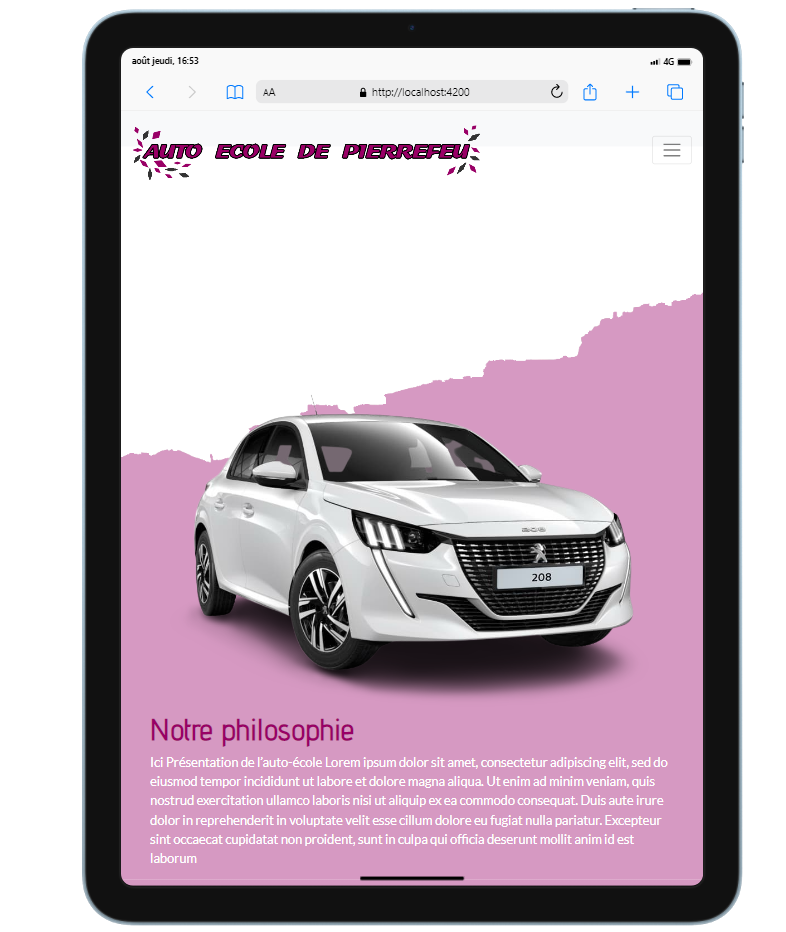 août jeudi, 16:53
4G
AA
http://localhost:4200
AUTO ECOLE DE PIERREFEU
208
208
Notre philosophie
Ici Présentation de l'auto-école Lorem ipsum dolor sit amet, consectetur adipiscing elit, sed do
eiusmod tempor incididunt ut labore et dolore magna aliqua. Ut enim ad minim veniam, quis
nostrud exercitation ullamco laboris nisi ut aliquip ex ea commodo consequat. Duis aute irure
dolor in reprehenderit in voluptate velit esse cillum dolore eu fugiat nulla pariatur. Excepteur
sint occaecat cupidatat non proident, sunt in culpa qui officia deserunt mollit anim id est
laborum